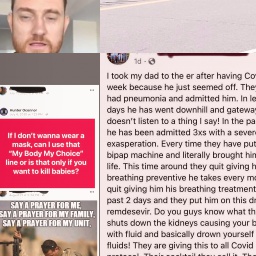 If I don't wanna wear a
mask, can I use that
"My Body My Choice"
line or is that only if you
want to kill babies?
SAY A PRAYER FOR ME,
SAY A PRAYER FOR MY FAMILY,
SAY A PRAYER FOR MY UNIT,
1d
I took my dad to the er after having Cov
week because he just seemed off. They
had pneumonia and admitted him. In le
days he has went downhill and gateway
doesn't listen to a thing I say! In the pa
he has been admitted 3xs with a severe
exasperation. Every time they have put
bipap machine and literally brought him
life. This time around they quit giving h
breathing preventive he takes every mo
quit giving him his breathing treatment
past 2 days and they put him on this dr
remdesevir. Do you guys know what th
shuts down the kidneys causing your b
with fluid and basically drown yourself
fluids! They are giving this to all Covid